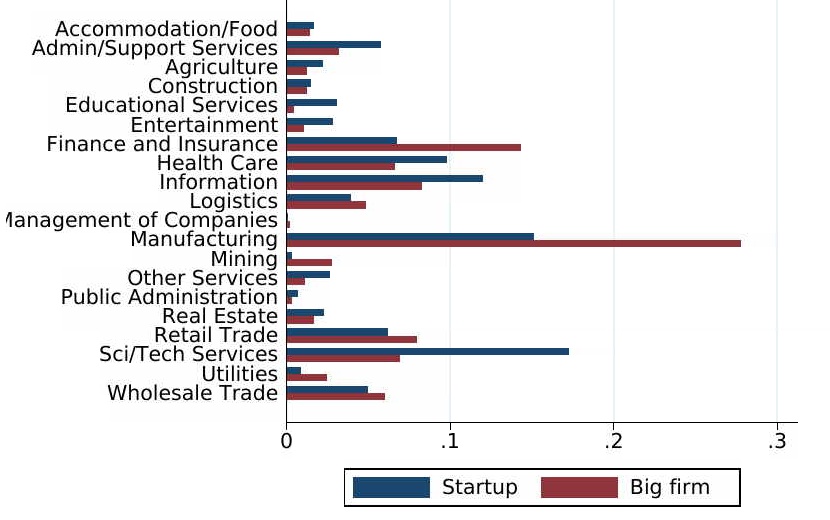 Accommodation/Food
Admin/Support Services
Agriculture
Construction
Educational Services
Entertainment
Finance and Insurance
Health Care
Information
Logistics
Management of Companies
Manufacturing
Mining
Other Services
Public Administration
Real Estate
Retail Trade
Sci/Tech Services
Utilities
Wholesale Trade
0 .1 .2 .3
Startup Big firm